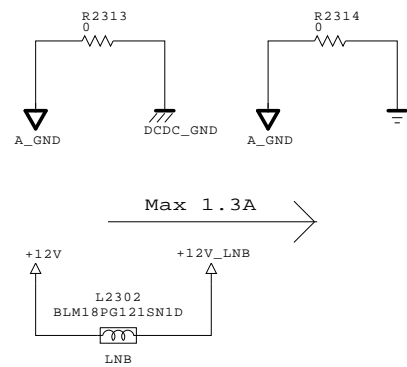 R2313
0
A_GND
DCDC_GND
R2314
0
A_GND
Max 1.3A
+12V
+12V_LNB
L2302
BLM18PG121SN1D
LNB